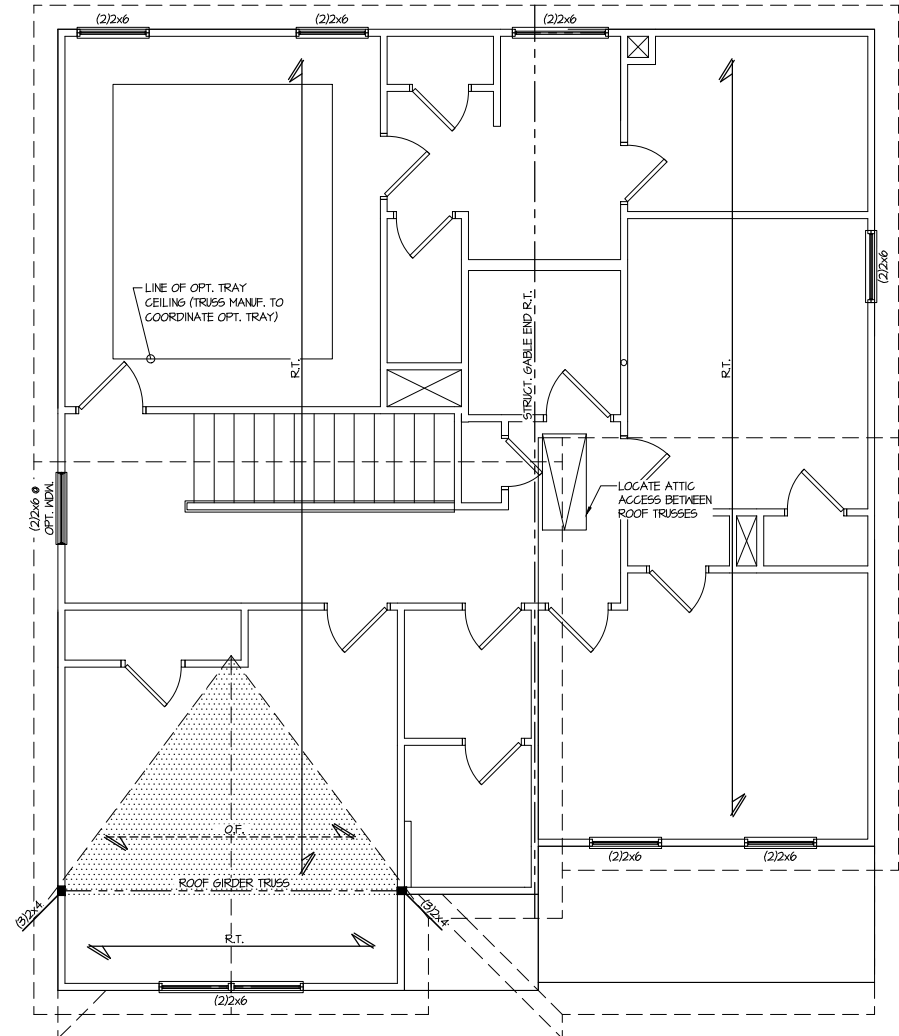 (2)2x6
(2)2x6
(2)2x6
(2)2x6
LINE OF OPT. TRAY
CEILING (TRUSS MANUF. TO
COORDINATE OPT. TRAY)
R.T.
STRUCT. GABLE END R.T.
R.T.
(2)2x6 @
OPT. WDW.
LOCATE ATTIC
ACCESS BETWEEN
ROOF TRUSSES
O.F.
(2)2x6
(2)2x6
ROOF GIRDER TRUSS
(3)2x4
(3)2x4
R.T.
(2)2x6